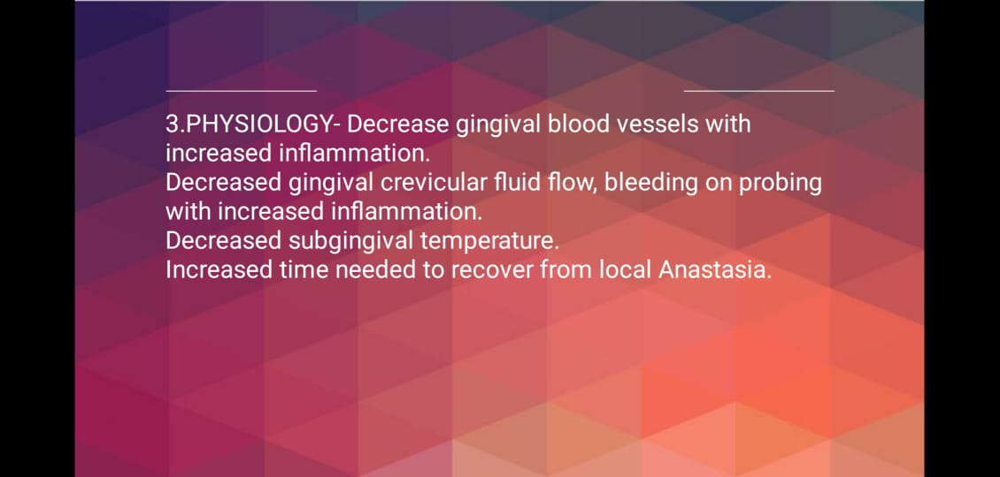 3.PHYSIOLOGY- Decrease gingival blood vessels with
increased inflammation.
Decreased gingival crevicular fluid flow, bleeding on probing
with increased inflammation.
Decreased subgingival temperature.
Increased time needed to recover from local Anastasia.